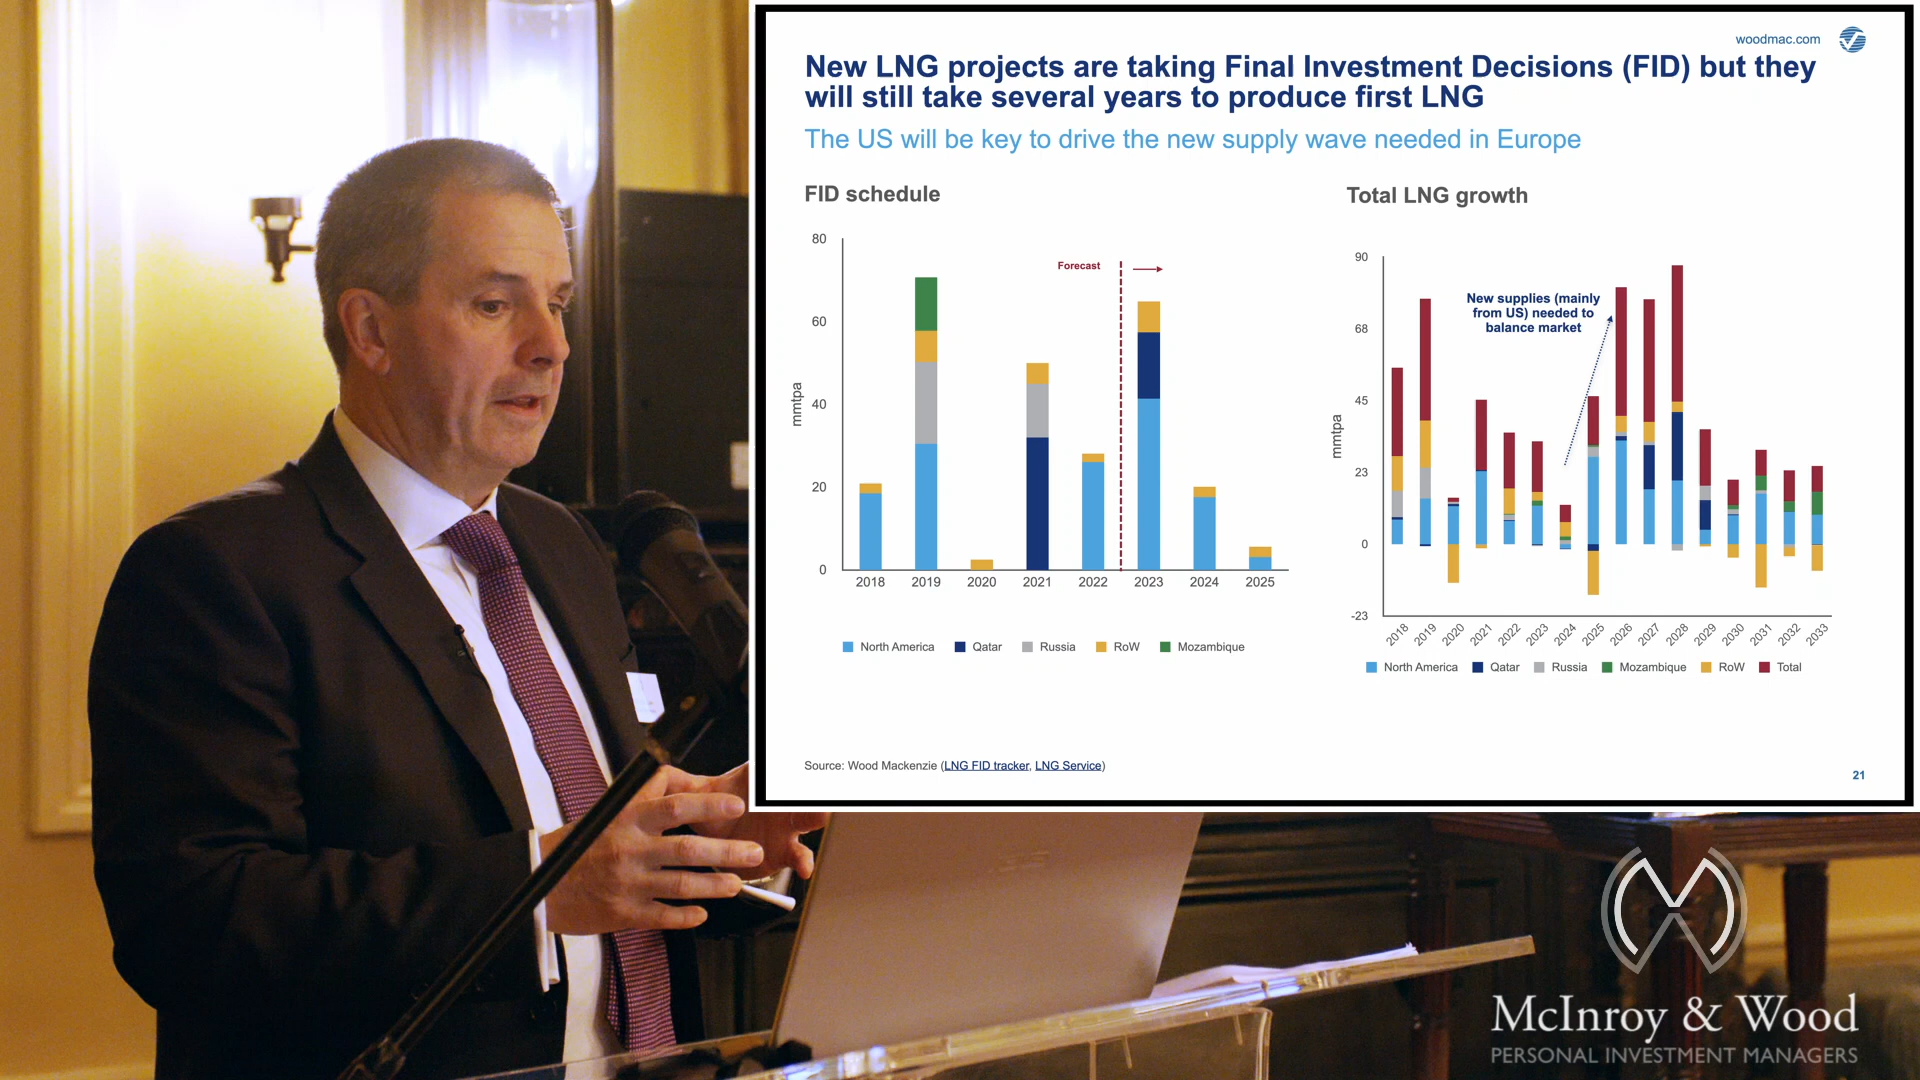 woodmac.com
New LNG projects are taking Final Investment Decisions (FID) but they
will still take several years to produce first LNG
The US will be key to drive the new supply wave needed in Europe
FID schedule
80
60
40
20
0
mmtpa
Forecast
2018 2019 2020 2021 2022 2023 2024 2025
North America Qatar Russia RoW Mozambique
Total LNG growth
90
68
45
23
0
-23
mmtpa
New supplies (mainly
from US) needed to
balance market
2018 2019 2020 2021 2022 2023 2024 2025 2026 2027 2028 2029 2030 2031 2032 2033
North America Qatar Russia Mozambique RoW Total
Source: Wood Mackenzie (LNG FID tracker, LNG Service)
21
McInroy & Wood
PERSONAL INVESTMENT MANAGERS